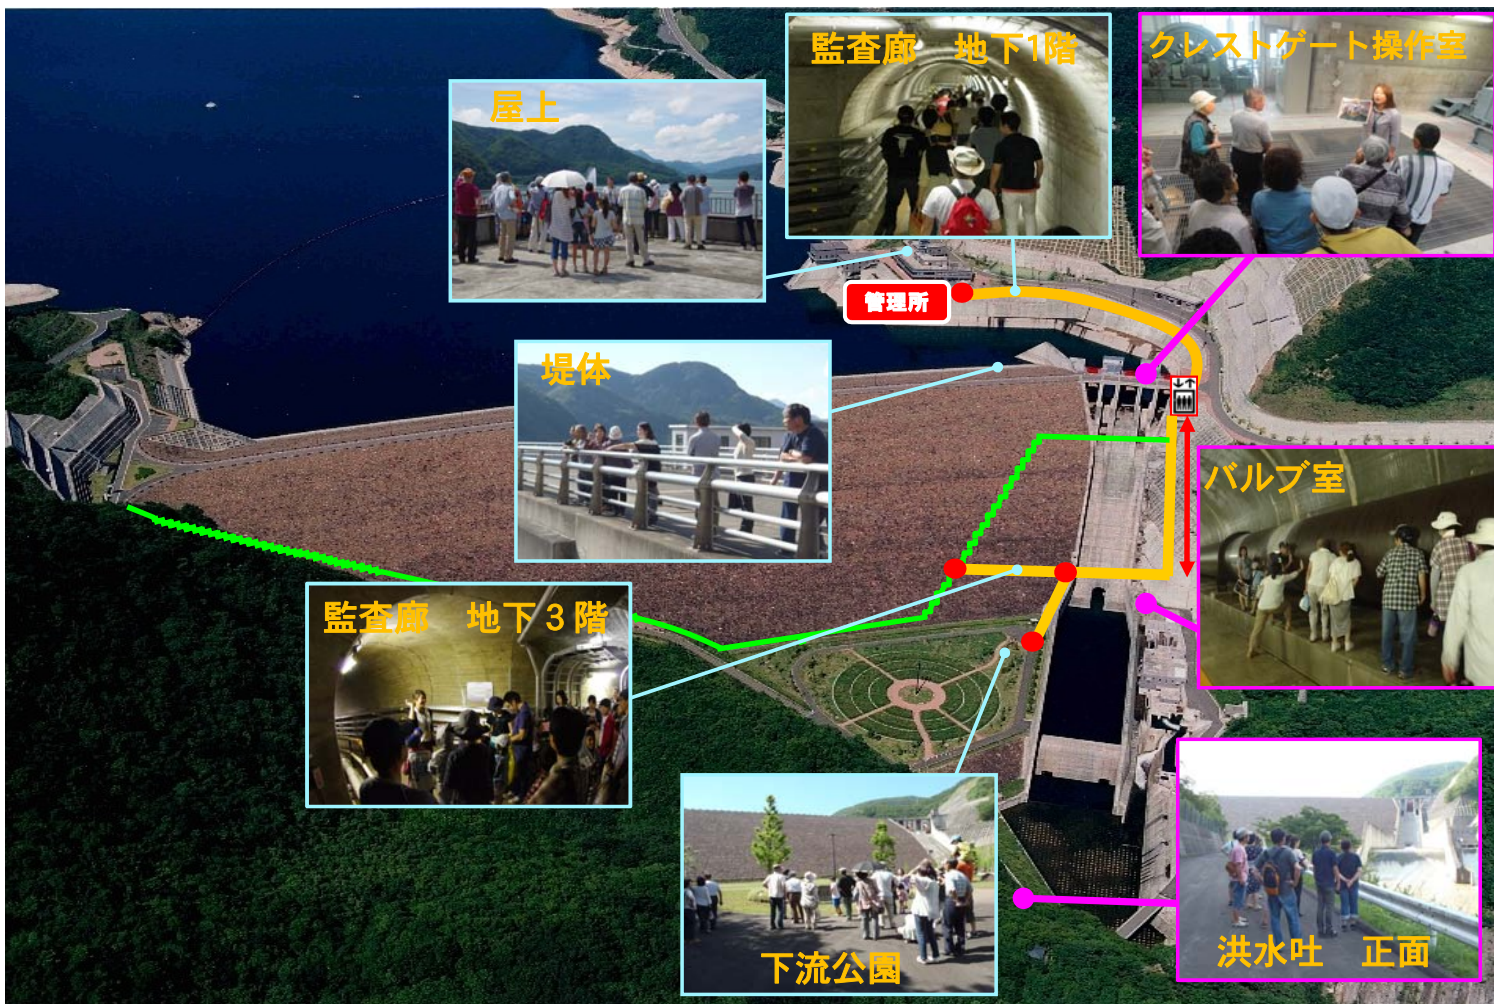 監査廊　地下1階
クレストゲート操作室
屋上
管理所
堤体
バルブ室
監査廊　地下３階
下流公園
洪水吐　正面